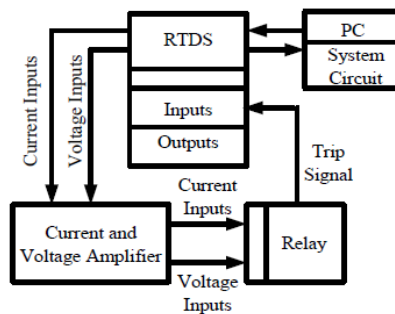 RTDS
PC
System
Circuit
Current Inputs
Voltage Inputs
Inputs
Outputs
Trip
Signal
Current
Inputs
Current and
Voltage Amplifier
Relay
Voltage
Inputs